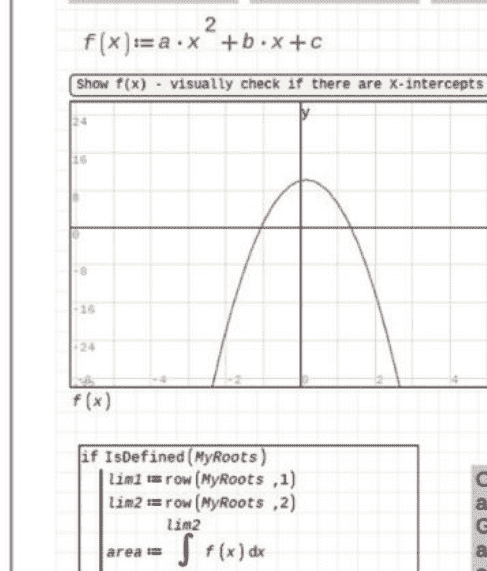 f(x):=a·x²+b·x+c
Show f(x) - visually check if there are X-intercepts
y
24
16
8
0
-8
-16
-24
-4 -2 0 2 4
f(x)
if IsDefined(MyRoots)
lim1:=row(MyRoots ,1)
lim2:=row(MyRoots ,2)
lim2
area:= ∫ f(x)dx